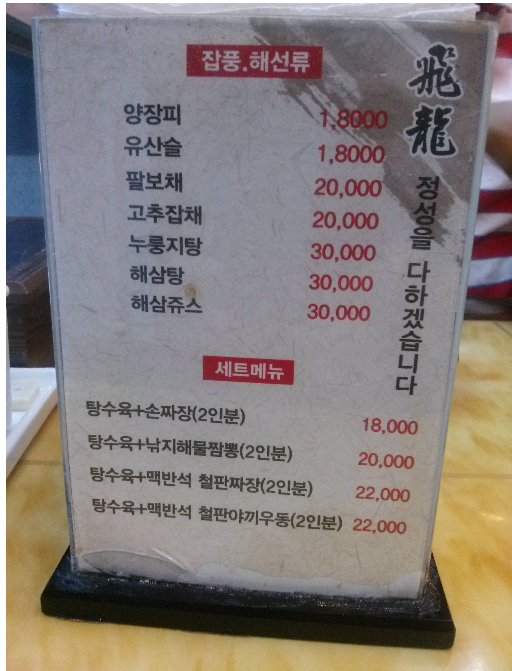 잡풍.해선류
양장피 1,8000
유산슬 1,8000
팔보채 20,000
고추잡채 20,000
누룽지탕 30,000
해삼탕 30,000
해삼쥬스 30,000
세트메뉴
탕수육+손짜장(2인분) 18,000
탕수육+낚지해물짬뽕(2인분) 20,000
탕수육+맥반석 철판짜장(2인분) 22,000
탕수육+맥반석 철판야끼우동(2인분) 22,000
飛龍
정성을 다하겠습니다